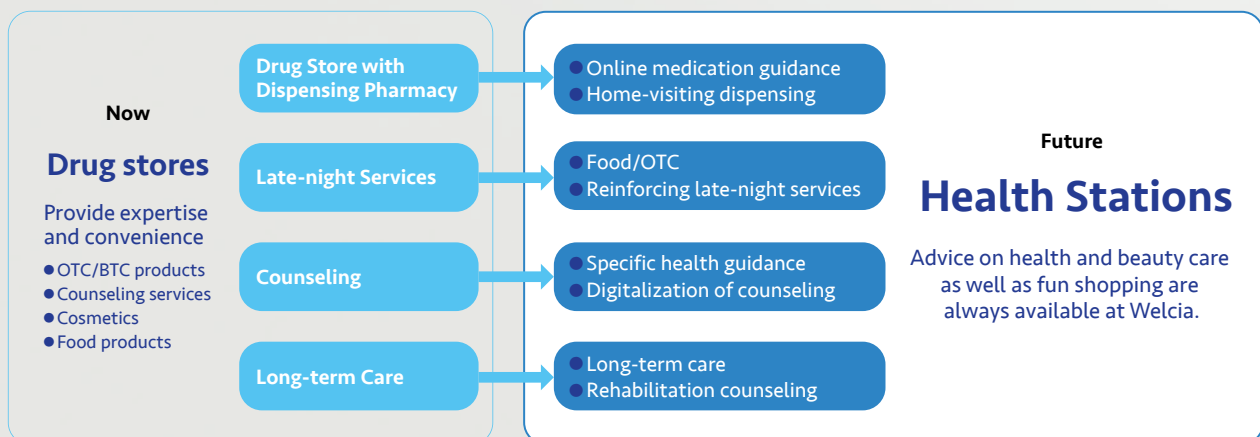 Now
Drug stores
Provide expertise
and convenience
● OTC/BTC products
● Counseling services
● Cosmetics
● Food products
Drug Store with
Dispensing Pharmacy
Late-night Services
Counseling
Long-term Care
● Online medication guidance
● Home-visiting dispensing
● Food/OTC
● Reinforcing late-night services
● Specific health guidance
● Digitalization of counseling
● Long-term care
● Rehabilitation counseling
Future
Health Stations
Advice on health and beauty care
as well as fun shopping are
always available at Welcia.